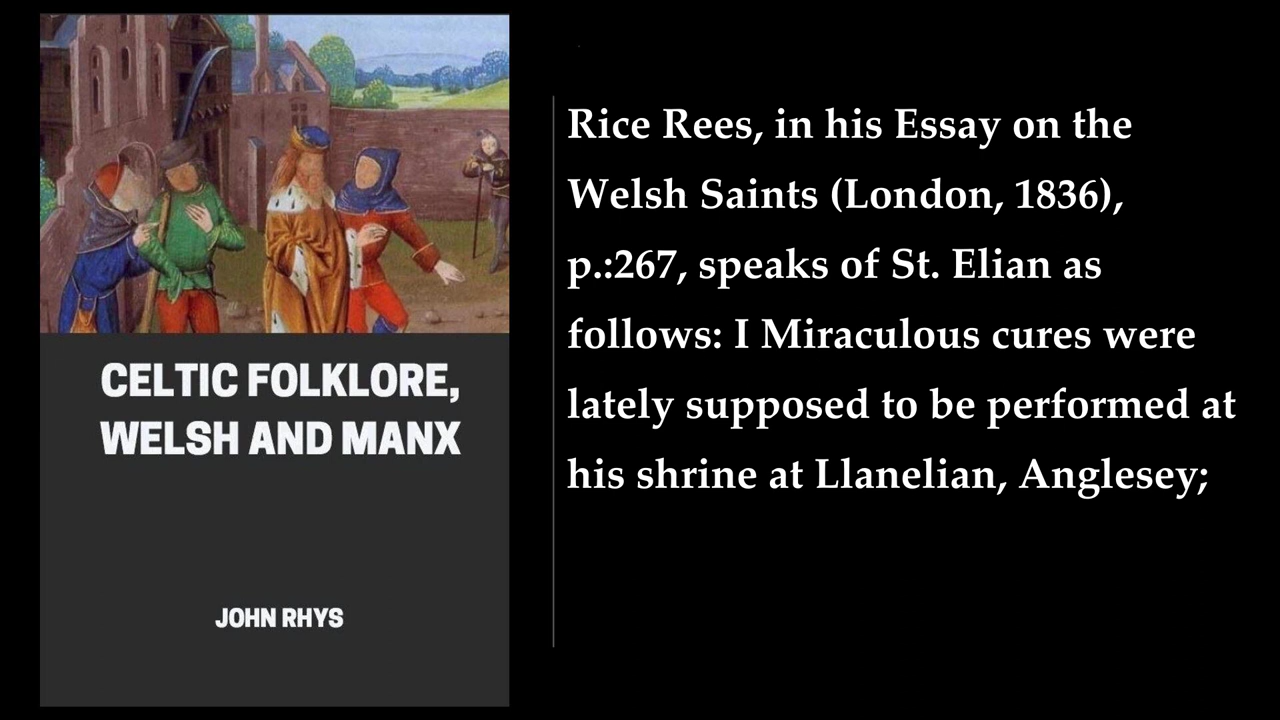 CELTIC FOLKLORE,
WELSH AND MANX
JOHN RHYS
Rice Rees, in his Essay on the
Welsh Saints (London, 1836),
p.:267, speaks of St. Elian as
follows: I Miraculous cures were
lately supposed to be performed at
his shrine at Llanelian, Anglesey;